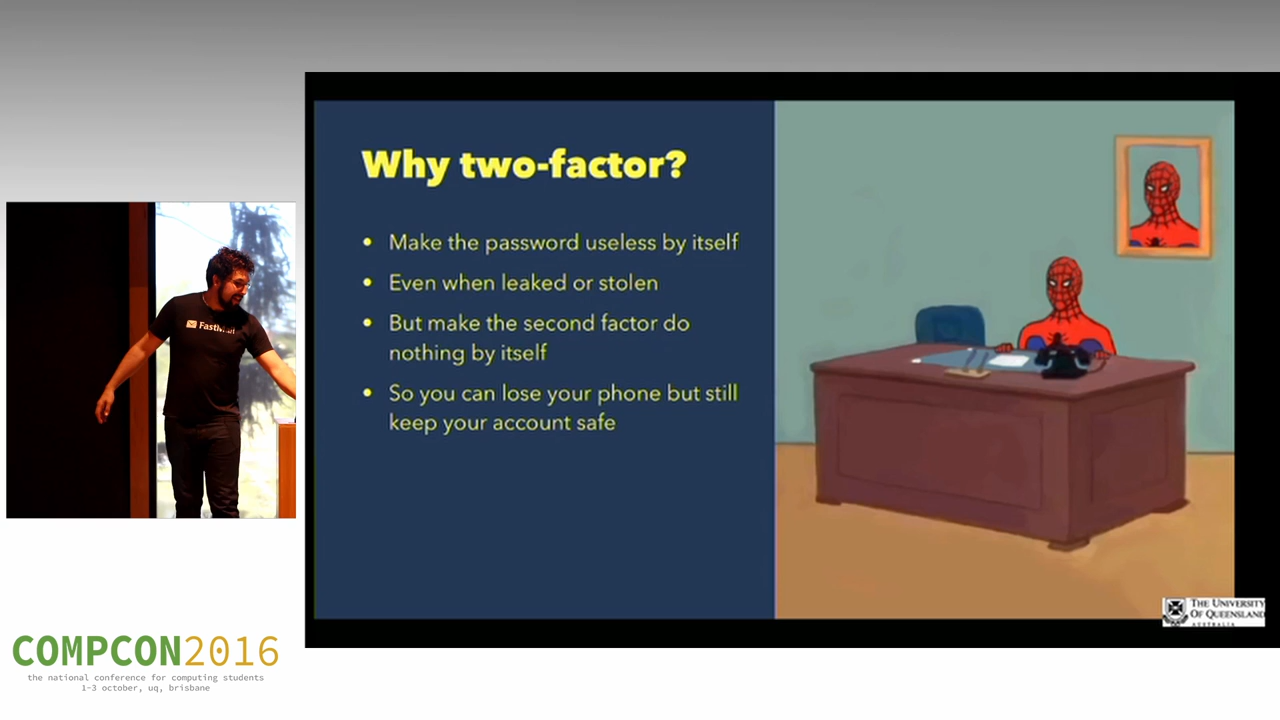 Why two-factor?
• Make the password useless by itself
• Even when leaked or stolen
• But make the second factor do
nothing by itself
• So you can lose your phone but still
keep your account safe
FastMail
THE UNIVERSITY
OF QUEENSLAND
AUSTRALIA
COMPCON2016
the national conference for computing students
1-3 october, uq, brisbane